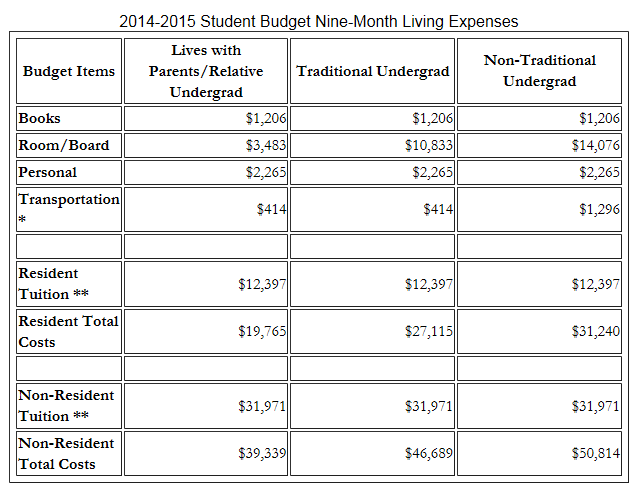 2014-2015 Student Budget Nine-Month Living Expenses
Budget Items
Lives with
Parents/Relative
Undergrad
Traditional Undergrad
Non-Traditional
Undergrad
Books $1,206 $1,206 $1,206
Room/Board $3,483 $10,833 $14,076
Personal $2,265 $2,265 $2,265
Transportation
* $414 $414 $1,296
Resident
Tuition ** $12,397 $12,397 $12,397
Resident Total
Costs $19,765 $27,115 $31,240
Non-Resident
Tuition ** $31,971 $31,971 $31,971
Non-Resident
Total Costs $39,339 $46,689 $50,814